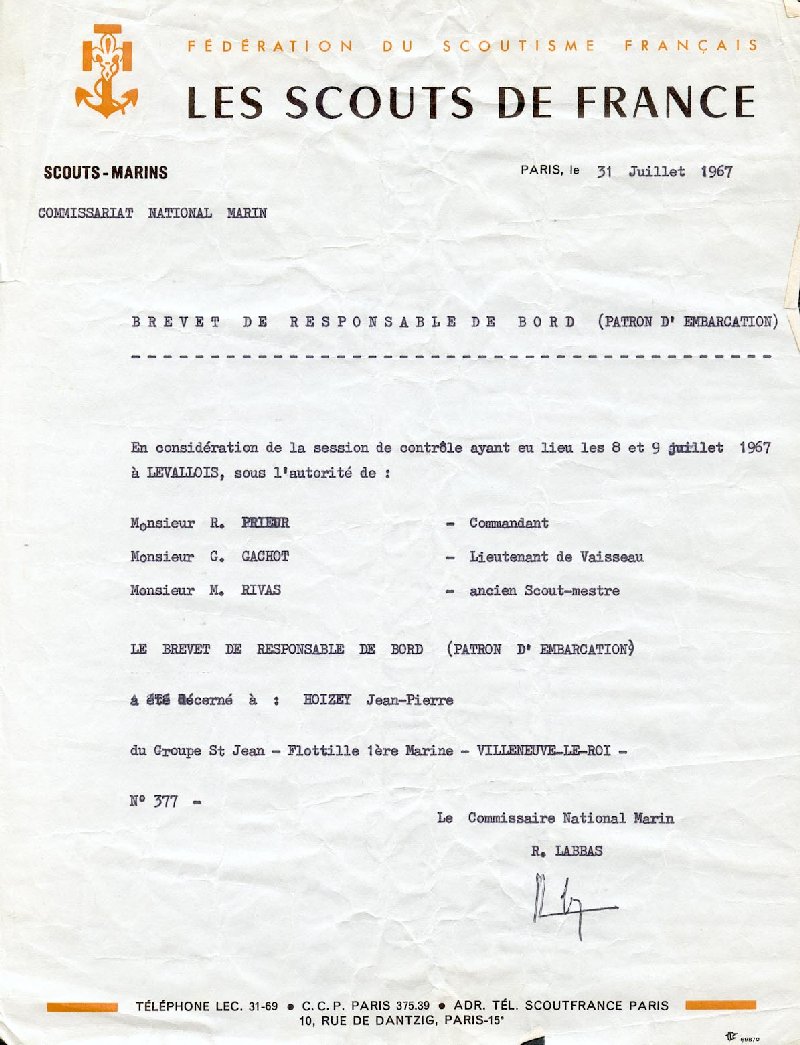 FÉDÉRATION DU SCOUTISME FRANÇAIS
LES SCOUTS DE FRANCE
SCOUTS-MARINS
PARIS, le 31 Juillet 1967
COMMISSARIAT NATIONAL MARIN
BREVET DE RESPONSABLE DE BORD (PATRON D' EMBARCATION)
En considération de la session de contrôle ayant eu lieu les 8 et 9 juillet 1967
à LEVALLOIS, sous l'autorité de :
Monsieur R. PRIEUR - Commandant
Monsieur C. GACHOT - Lieutenant de Vaisseau
Monsieur M. RIVAS - ancien Scout-mestre
LE BREVET DE RESPONSABLE DE BORD (PATRON D' EMBARCATION)
a été décerné à : HOIZEY Jean-Pierre
du Groupe St Jean - Flottille 1ère Marine - VILLENEUVE-LE-ROI -
N° 377 -
Le Commissaire National Marin
R. LABBAS
TÉLÉPHONE LEC. 31-69 ● C.C.P. PARIS 375.39 ● ADR. TÉL. SCOUTFRANCE PARIS
10, RUE DE DANTZIG, PARIS-15e